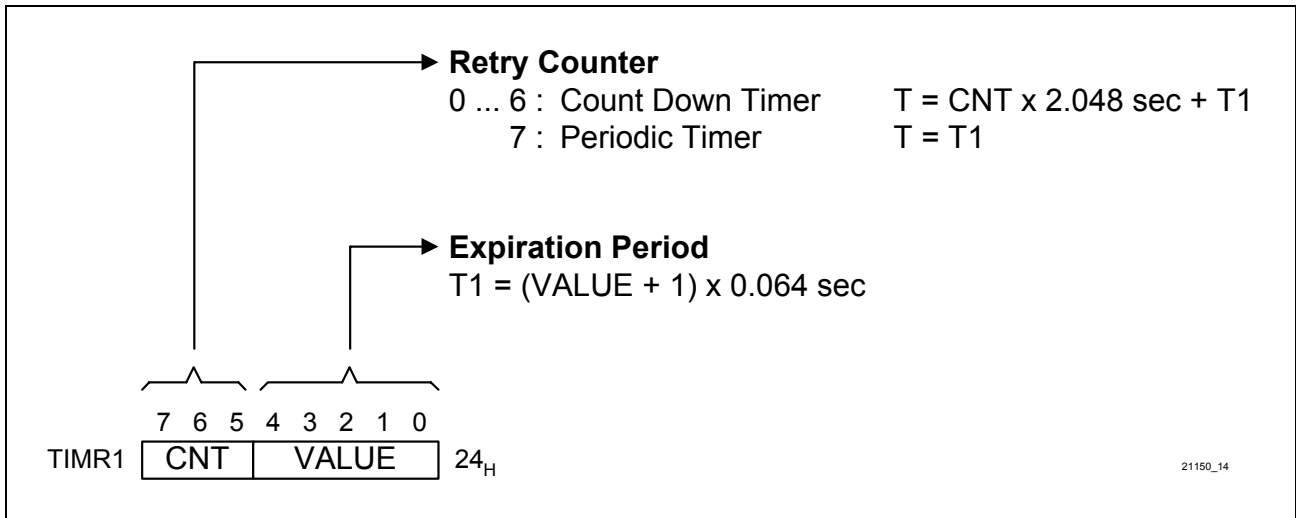 Retry Counter
0 ... 6 : Count Down Timer T = CNT x 2.048 sec + T1
7 : Periodic Timer T = T1
Expiration Period
T1 = (VALUE + 1) x 0.064 sec
7 6 5 4 3 2 1 0
TIMR1 CNT VALUE 24H
21150_14